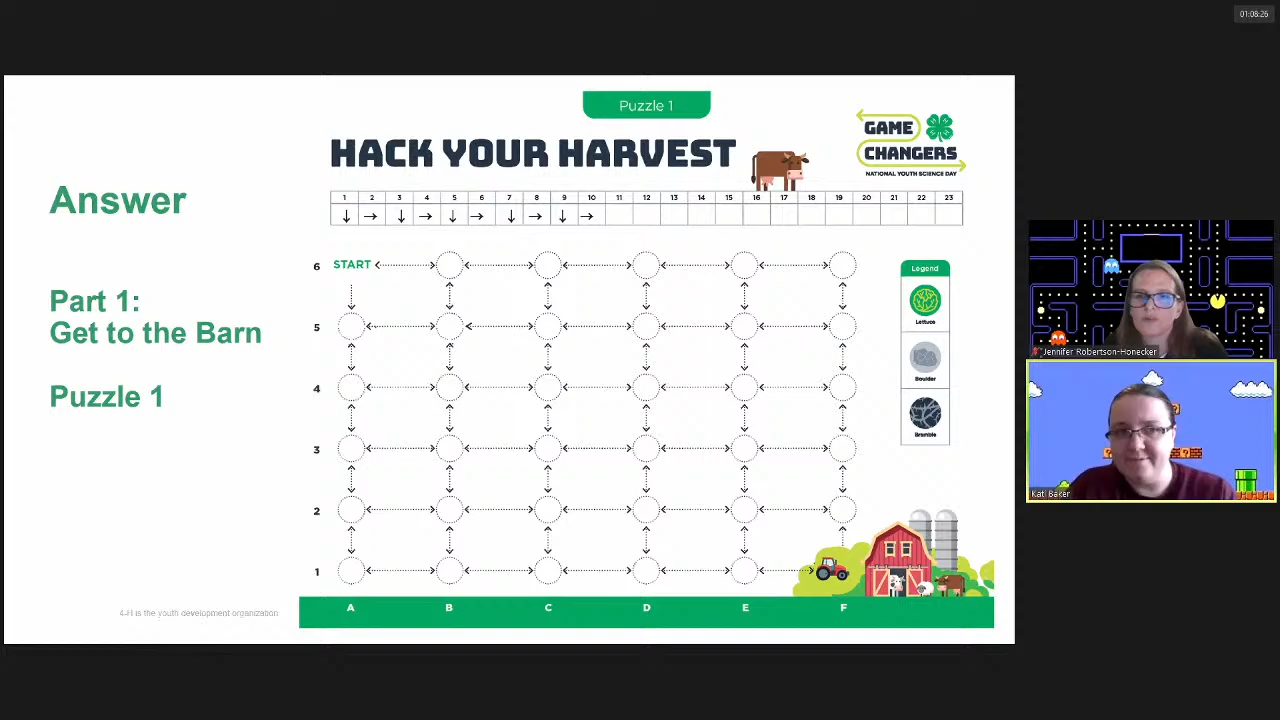 01:08:26
Puzzle 1
HACK YOUR HARVEST
GAME
CHANGERS
NATIONAL YOUTH SCIENCE DAY
Answer
Part 1:
Get to the Barn
Puzzle 1
1 2 3 4 5 6 7 8 9 10 11 12 13 14 15 16 17 18 19 20 21 22 23
↓ → ↓ → ↓ → ↓ → ↓ →
6 START
5
4
3
2
1
A B C D E F
Legend
Lettuce
Boulder
Bramble
4-H is the youth development organization
Jennifer Robertson-Honecker
Kati Baker